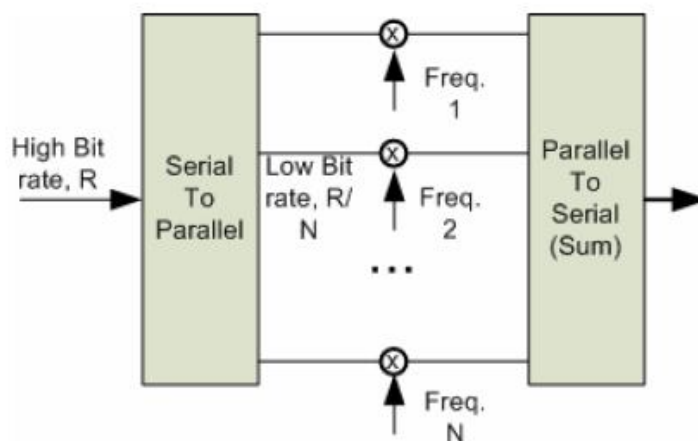 High Bit
rate, R
Serial
To
Parallel
Low Bit
rate, R/
N
X
Freq.
1
X
Freq.
2
...
X
Freq.
N
Parallel
To
Serial
(Sum)